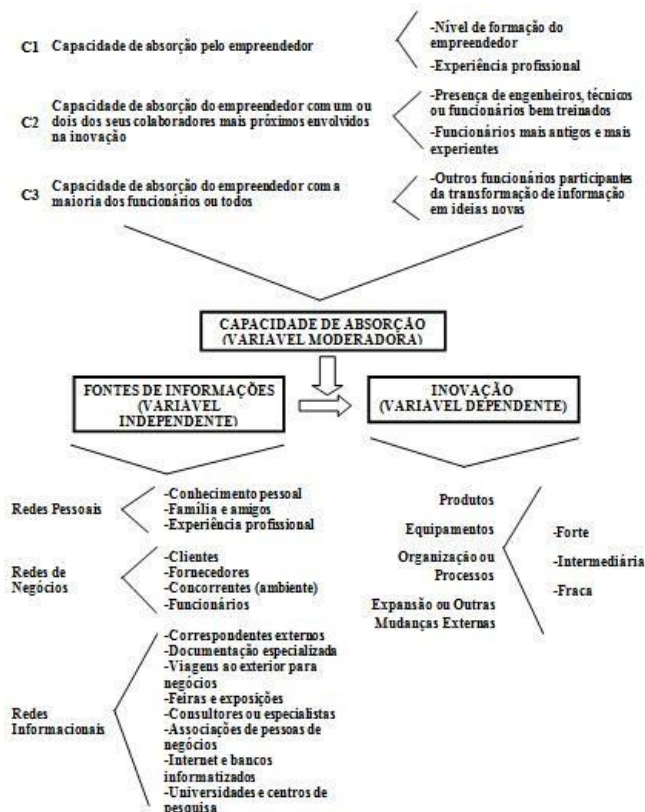 C1 Capacidade de absorção pelo empreendedor
-Nível de formação do
empreendedor
-Experiência profissional
C2 Capacidade de absorção do empreendedor com um ou
dois dos seus colaboradores mais próximos envolvidos
na inovação
-Presença de engenheiros, técnicos
ou funcionários bem treinados
-Funcionários mais antigos e mais
experientes
C3 Capacidade de absorção do empreendedor com a
maioria dos funcionários ou todos
-Outros funcionários participantes
da transformação de informação
em ideias novas
CAPACIDADE DE ABSORÇÃO
(VARIAVEL MODERADORA)
FONTES DE INFORMAÇÕES
(VARIAVEL
INDEPENDENTE)
INOVAÇÃO
(VARIAVEL DEPENDENTE)
Redes Pessoais
-Conhecimento pessoal
-Família e amigos
-Experiência profissional
Redes de
Negócios
-Clientes
-Fornecedores
-Concorrentes (ambiente)
-Funcionários
Redes
Informacionais
-Correspondentes externos
-Documentação especializada
-Viagens ao exterior para
negócios
-Feiras e exposições
-Consultores ou especialistas
-Associações de pessoas de
negócios
-Internet e bancos
informatizados
-Universidades e centros de
pesquisa
Produtos
Equipamentos
Organização ou
Processos
Expansão ou Outras
Mudanças Externas
-Forte
-Intermediária
-Fraca